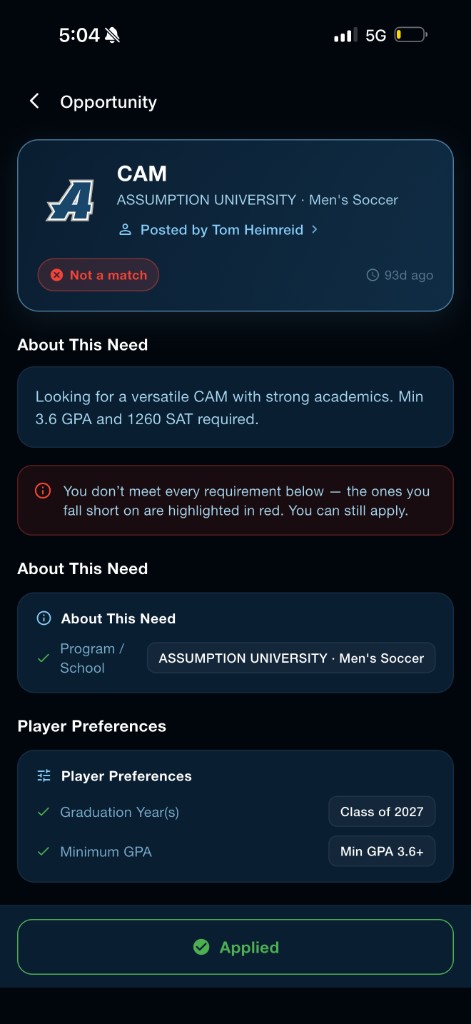 5:04
5G
Opportunity
A
CAM
ASSUMPTION UNIVERSITY · Men's Soccer
Posted by Tom Heimreid
Not a match
93d ago
About This Need
Looking for a versatile CAM with strong academics. Min
3.6 GPA and 1260 SAT required.
You don't meet every requirement below — the ones you
fall short on are highlighted in red. You can still apply.
About This Need
About This Need
Program /
School
ASSUMPTION UNIVERSITY · Men's Soccer
Player Preferences
Player Preferences
Graduation Year(s)
Class of 2027
Minimum GPA
Min GPA 3.6+
Applied